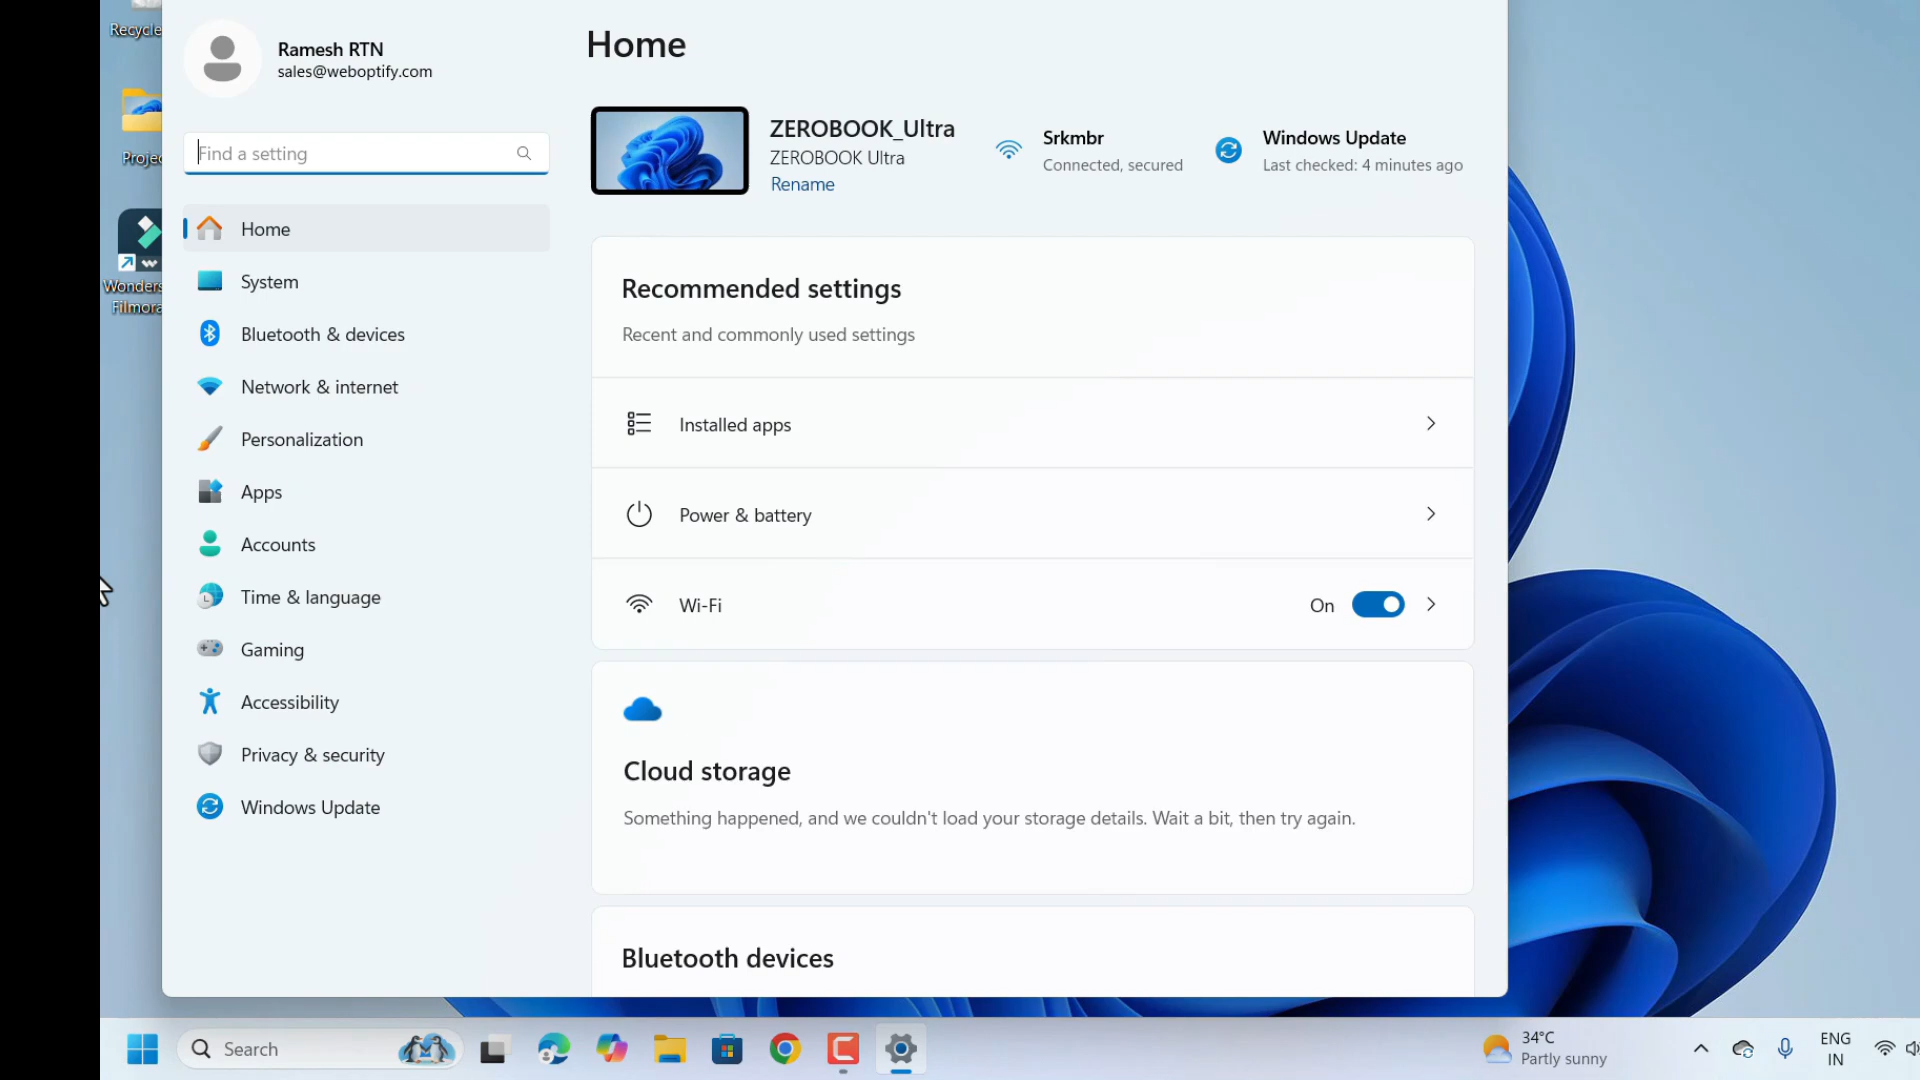 Recycle
Projec
Wonders
Filmora
Ramesh RTN
sales@weboptify.com
Find a setting
Home
System
Bluetooth & devices
Network & internet
Personalization
Apps
Accounts
Time & language
Gaming
Accessibility
Privacy & security
Windows Update
Home
ZEROBOOK_Ultra
ZEROBOOK Ultra
Rename
Srkmbr
Connected, secured
Windows Update
Last checked: 4 minutes ago
Recommended settings
Recent and commonly used settings
Installed apps
Power & battery
Wi-Fi
On
Cloud storage
Something happened, and we couldn't load your storage details. Wait a bit, then try again.
Bluetooth devices
Search
34°C
Partly sunny
ENG
IN